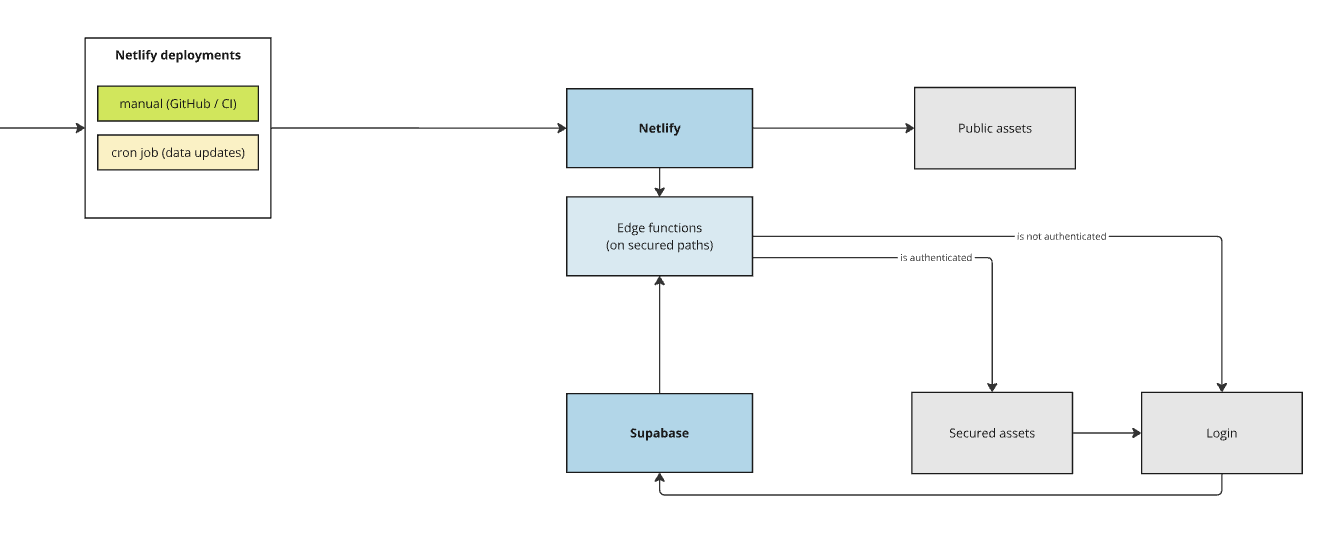 Netlify deployments
manual (GitHub / CI)
cron job (data updates)
Netlify
Public assets
Edge functions
(on secured paths)
is not authenticated
is authenticated
Supabase
Secured assets
Login